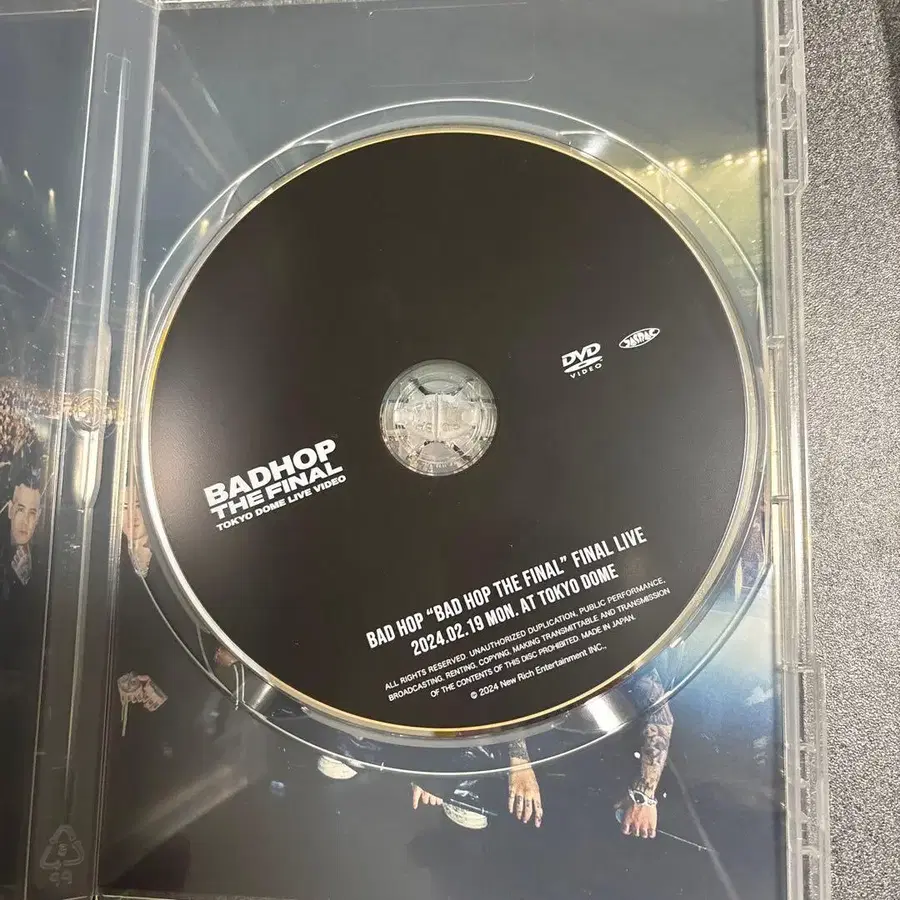 DVD
VIDEO
JASRAC
BADHOP
THE FINAL
TOKYO DOME LIVE VIDEO
BAD HOP “BAD HOP THE FINAL” FINAL LIVE
2024.02.19 MON. AT TOKYO DOME
ALL RIGHTS RESERVED. UNAUTHORIZED DUPLICATION, PUBLIC PERFORMANCE,
BROADCASTING, RENTING, COPYING, MAKING TRANSMITTABLE AND TRANSMISSION
OF THE CONTENTS OF THIS DISC PROHIBITED. MADE IN JAPAN.
© 2024 New Rich Entertainment INC.,